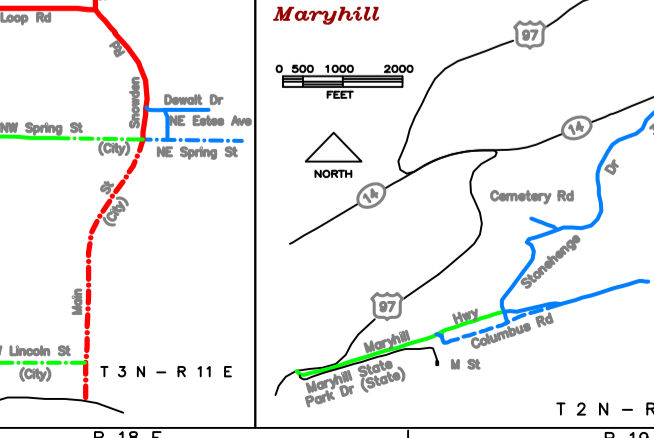 Loop Rd
Rd
Snowden
Dewalt Dr
NE Estes Ave
NW Spring St
(City)
NE Spring St
St
(City)
Main
Lincoln St
(City)
T 3 N - R 11 E
R 18 E
Maryhill
0 500 1000 2000
FEET
NORTH
97
14
14
Cemetery Rd
Dr
Stonehenge
97
Hwy
Maryhill
Columbus Rd
M St
Maryhill State
Park Dr (State)
T 2 N - R
R 19